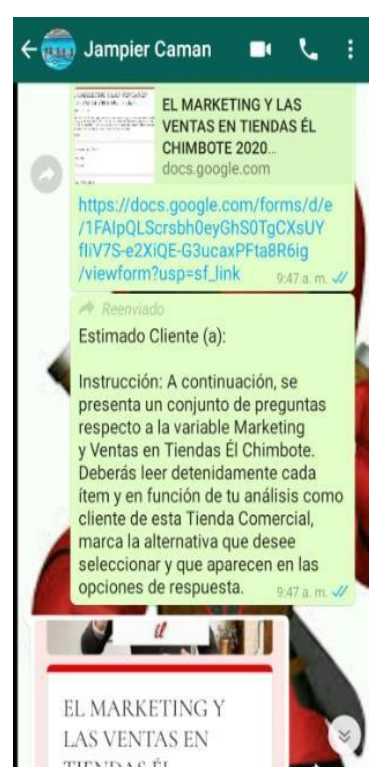 Jampier Caman
EL MARKETING Y LAS
VENTAS EN TIENDAS ÉL
CHIMBOTE 2020...
docs.google.com
https://docs.google.com/forms/d/e
/1FAIpQLScrsbh0eyGhS0TgCXsUY
fIiV7S-e2XiQE-G3ucaxPFta8R6ig
/viewform?usp=sf_link
9:47 a. m.
Reenviado
Estimado Cliente (a):
Instrucción: A continuación, se
presenta un conjunto de preguntas
respecto a la variable Marketing
y Ventas en Tiendas Él Chimbote.
Deberás leer detenidamente cada
ítem y en función de tu análisis como
cliente de esta Tienda Comercial,
marca la alternativa que desee
seleccionar y que aparecen en las
opciones de respuesta.
9:47 a. m.
él
EL MARKETING Y
LAS VENTAS EN
TIENDAS ÉL